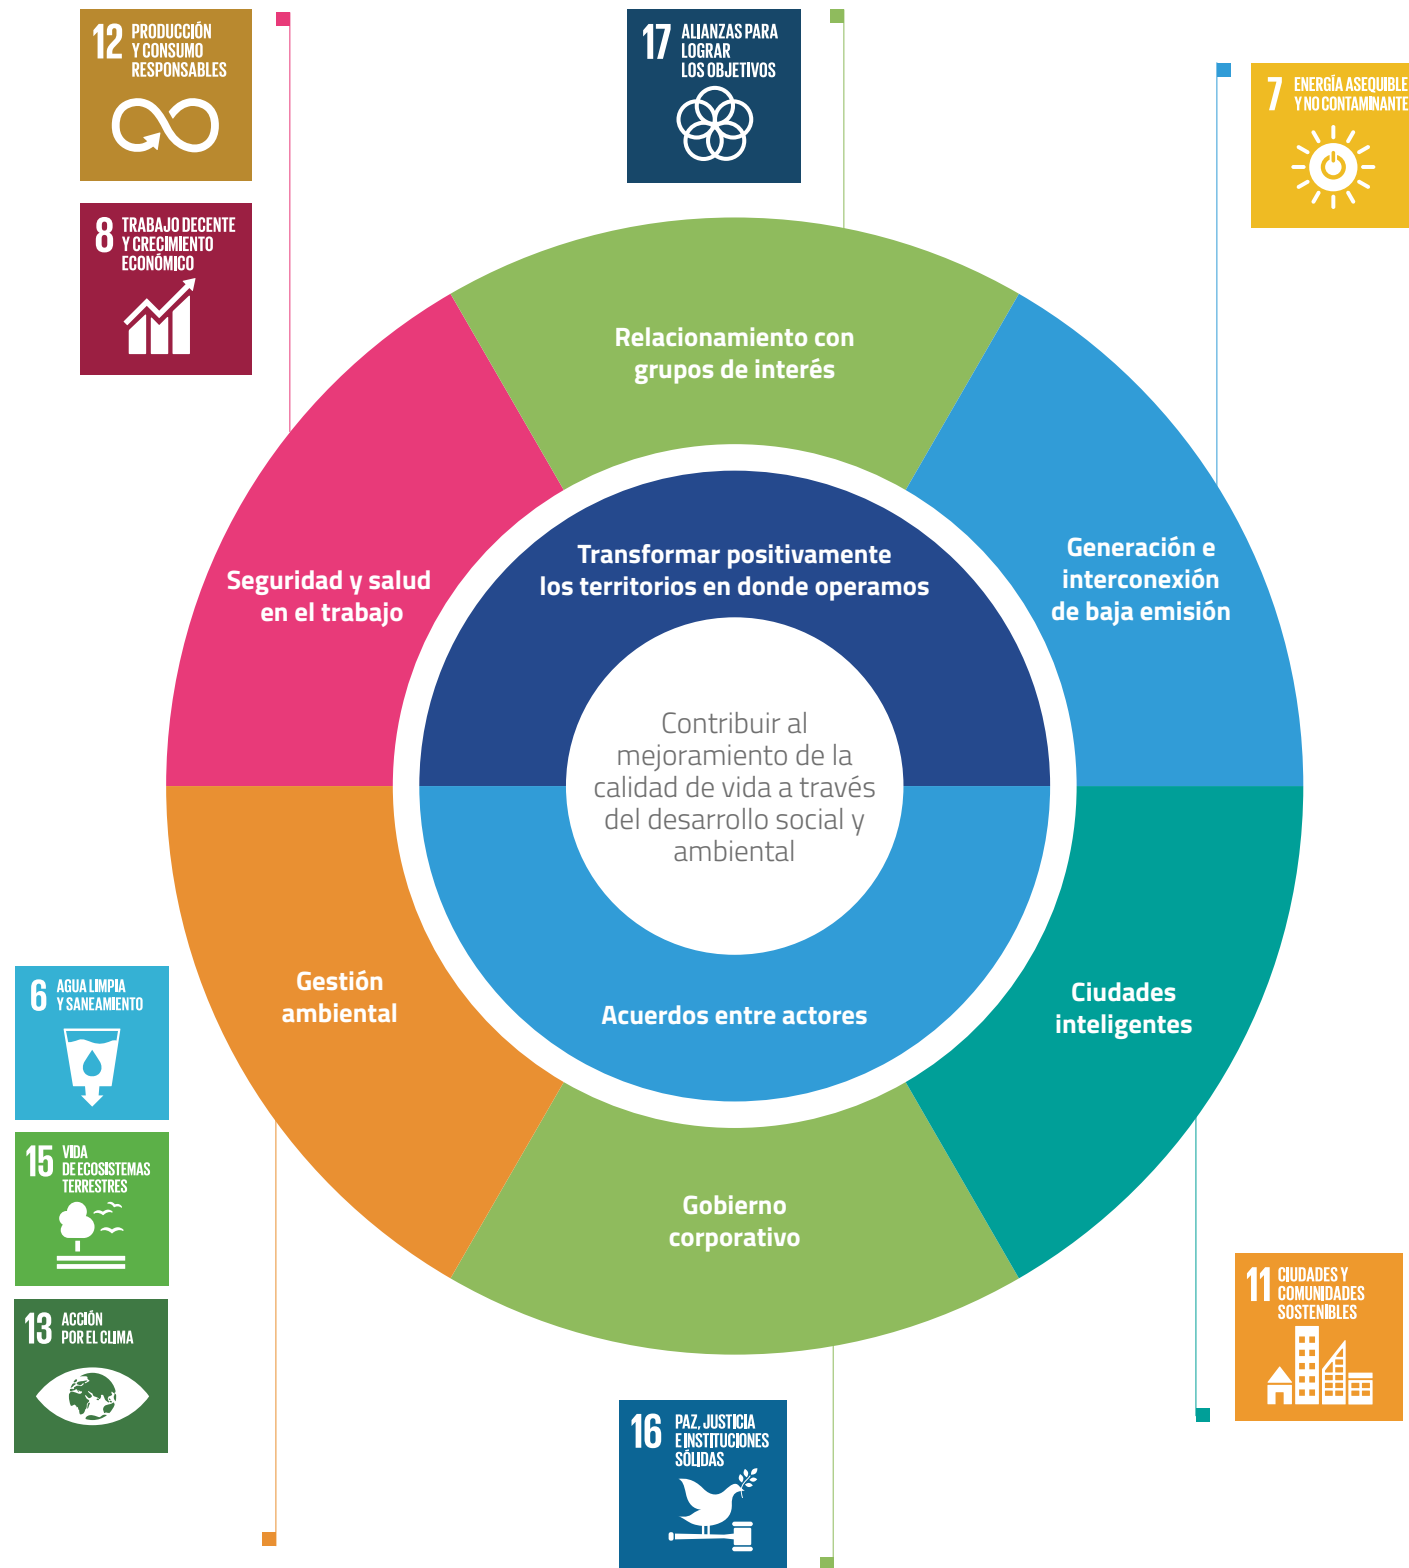 12 PRODUCCIÓN
Y CONSUMO
RESPONSABLES
17 ALIANZAS PARA
LOGRAR
LOS OBJETIVOS
7 ENERGÍA ASEQUIBLE
Y NO CONTAMINANTE
8 TRABAJO DECENTE
Y CRECIMIENTO
ECONÓMICO
Relacionamiento con
grupos de interés
Seguridad y salud
en el trabajo
Transformar positivamente
los territorios en donde operamos
Generación e
interconexión
de baja emisión
Contribuir al
mejoramiento de la
calidad de vida a través
del desarrollo social y
ambiental
Gestión
ambiental
Acuerdos entre actores
Ciudades
inteligentes
Gobierno
corporativo
6 AGUA LIMPIA
Y SANEAMIENTO
15 VIDA
DE ECOSISTEMAS
TERRESTRES
13 ACCIÓN
POR EL CLIMA
11 CIUDADES Y
COMUNIDADES
SOSTENIBLES
16 PAZ, JUSTICIA
E INSTITUCIONES
SÓLIDAS